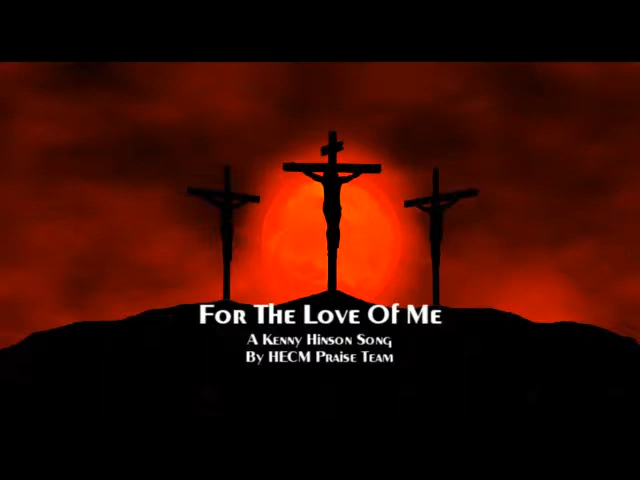 For The Love Of Me
A Kenny Hinson Song
By HECM Praise Team